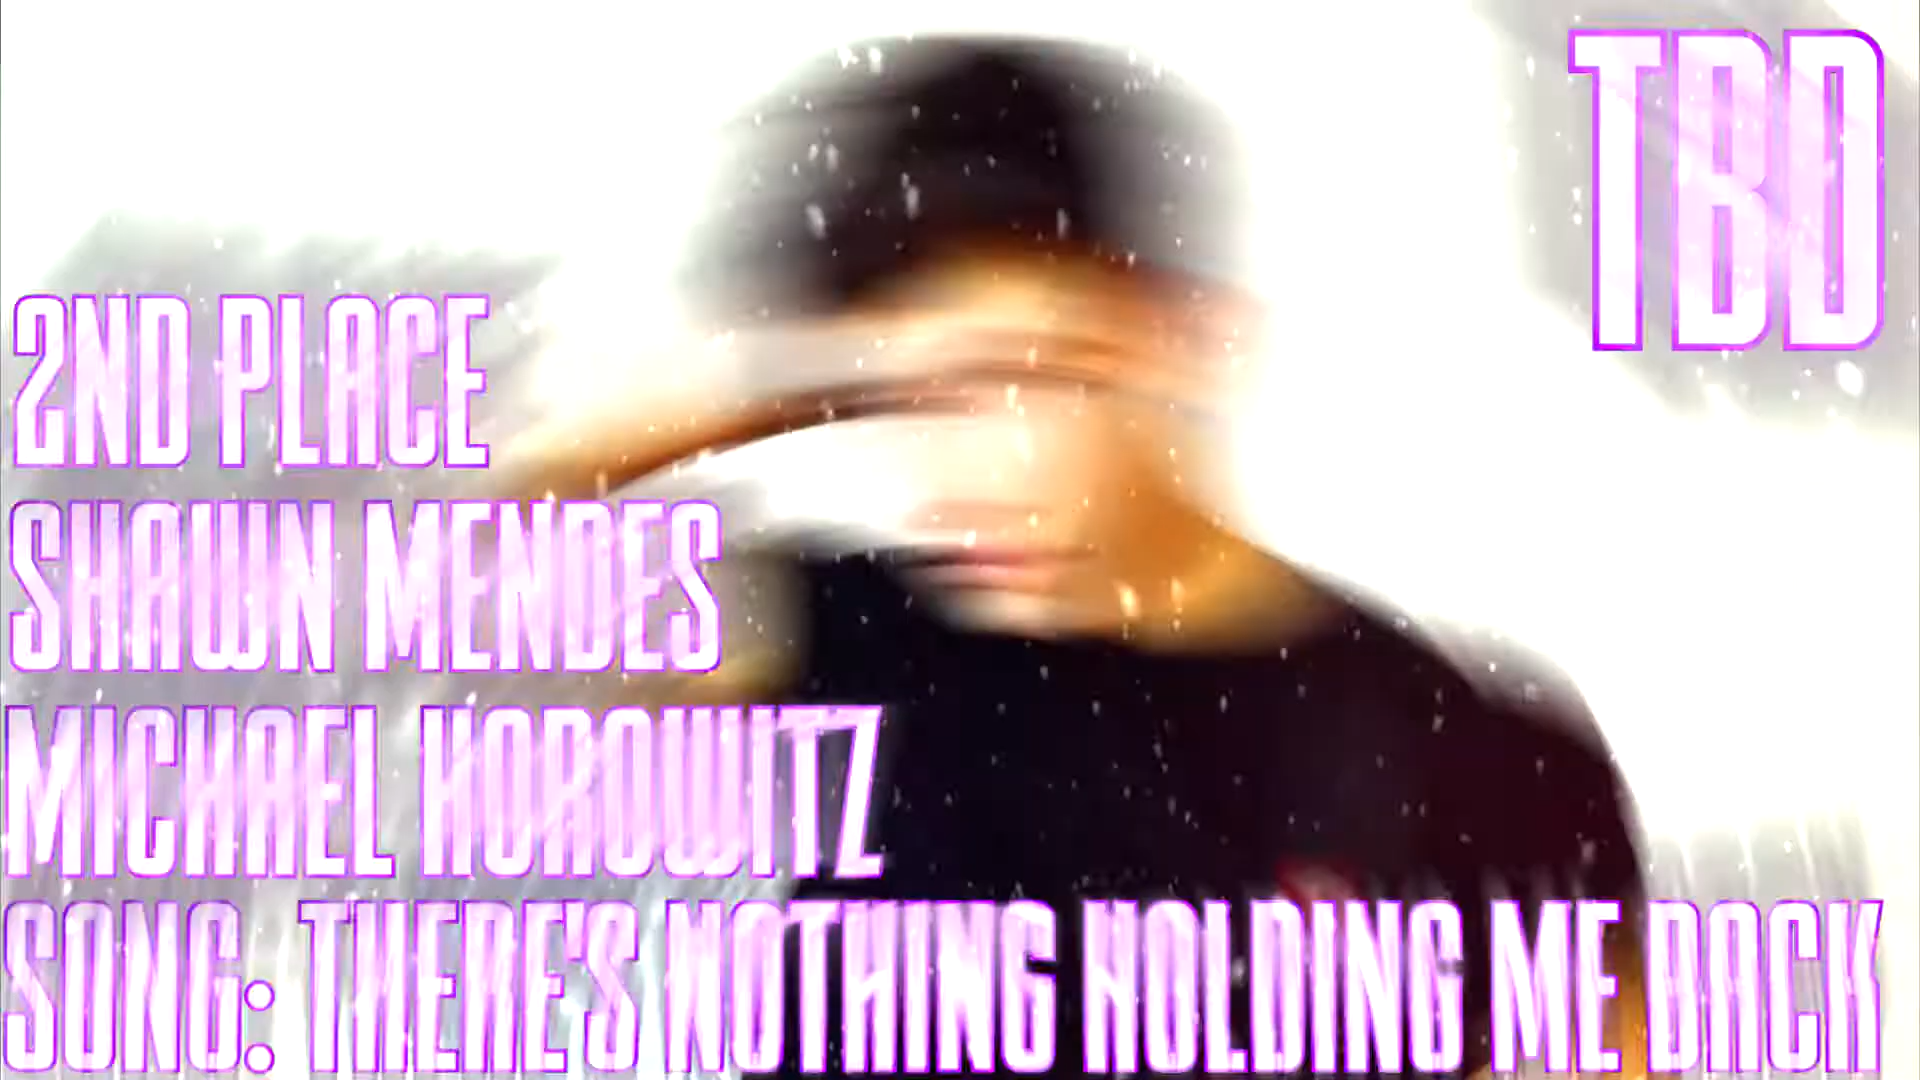 TBD
2ND PLACE
SHAWN MENDES
MICHAEL HOROWITZ
SONG: THERE'S NOTHING HOLDING ME BACK